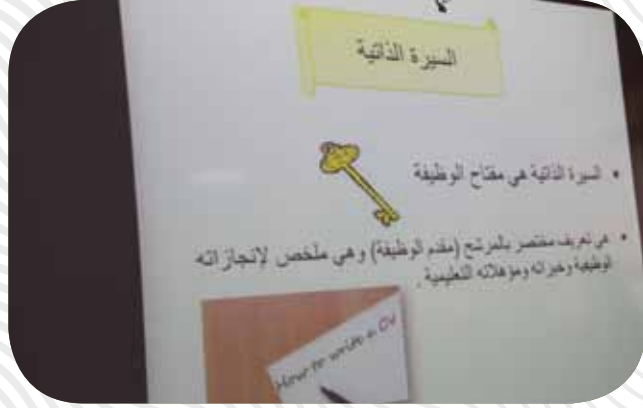 السيرة الذاتية
• السيرة الذاتية هي مفتاح الوظيفة
• هي تعريف مختصر بالمرشح (مقدم الوظيفة) وهي ملخص لإنجازاته
الوظيفية وخبراته ومؤهلاته التعليمية .
How to write a CV